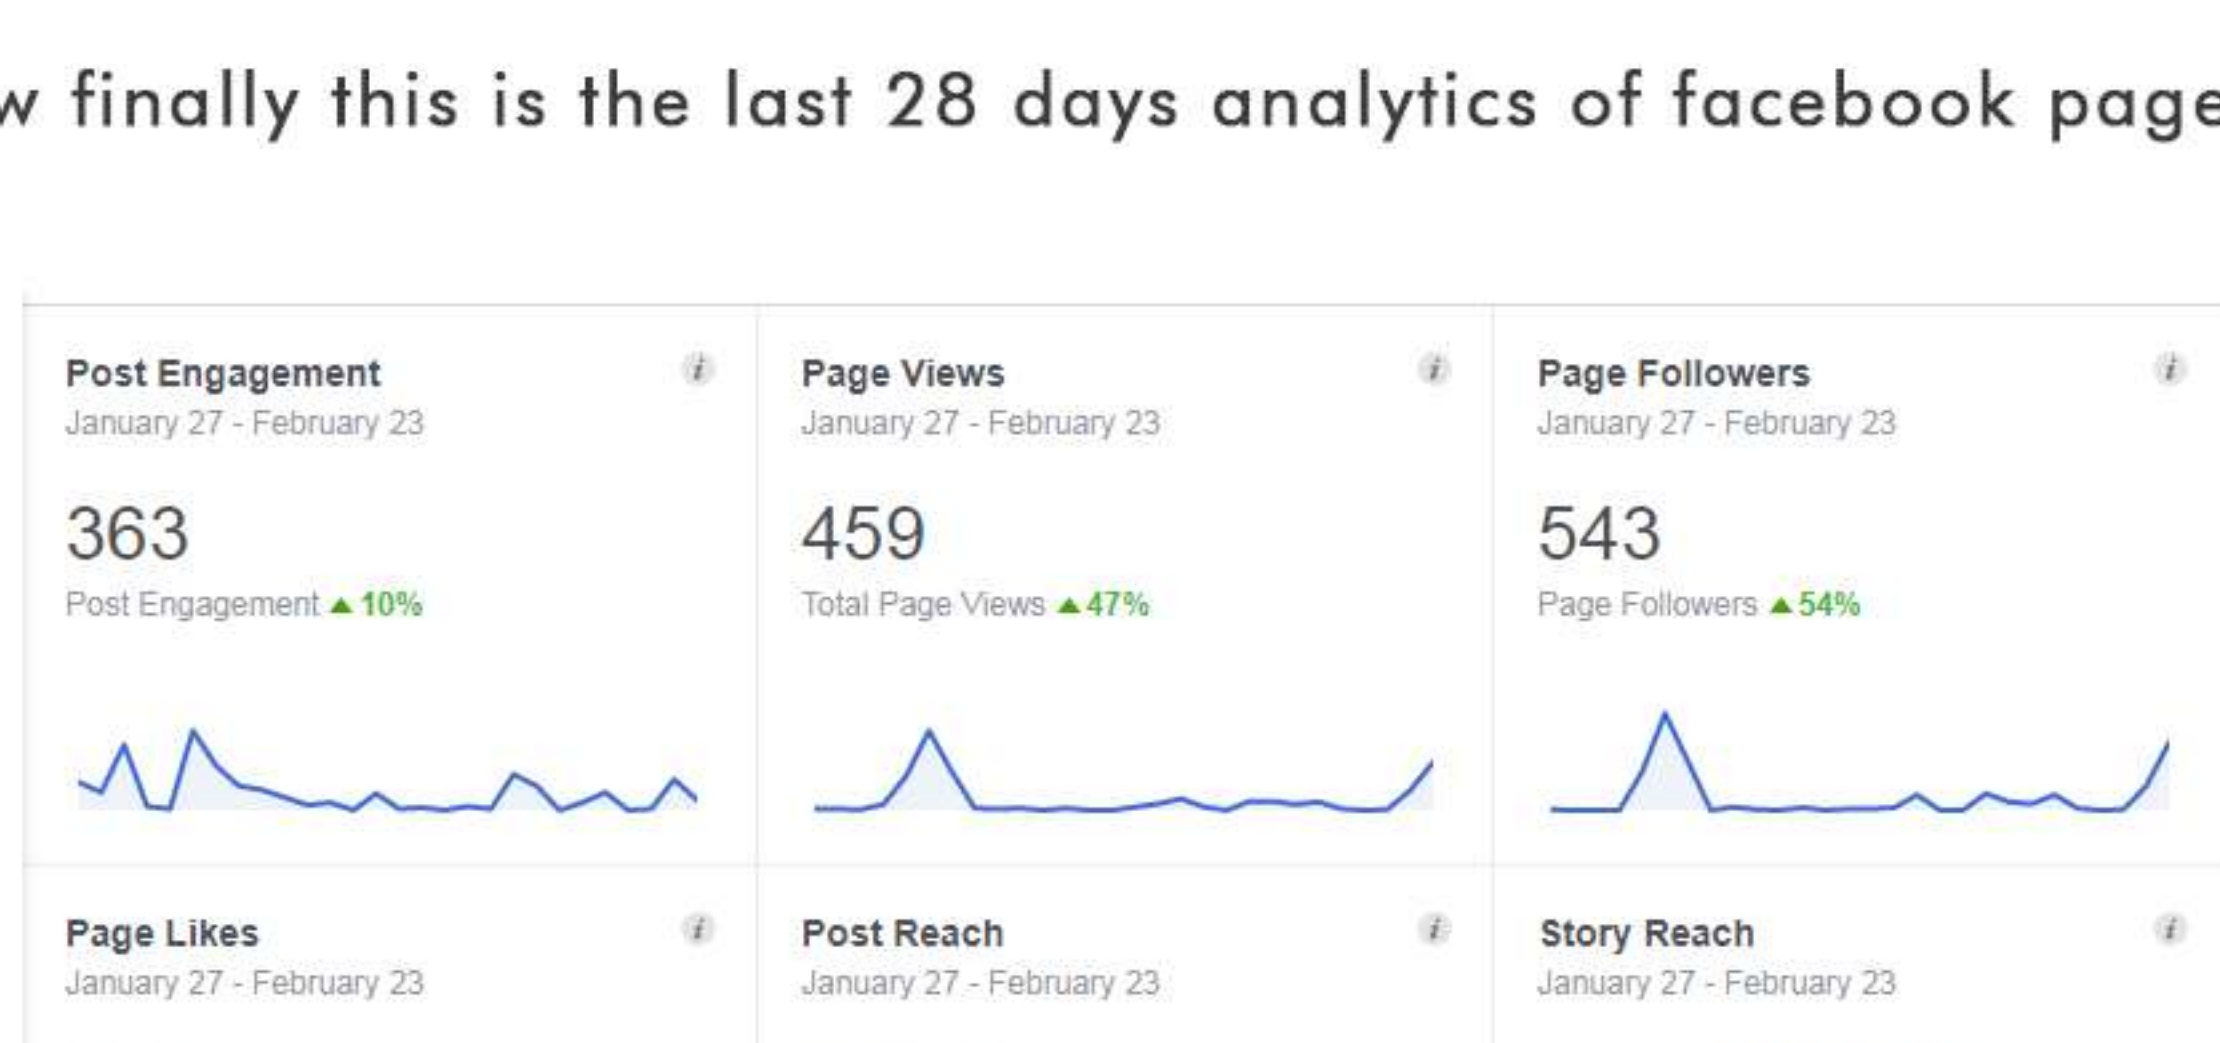 w finally this is the last 28 days analytics of facebook page
Post Engagement
January 27 - February 23
363
Post Engagement ▲ 10%
Page Views
January 27 - February 23
459
Total Page Views ▲ 47%
Page Followers
January 27 - February 23
543
Page Followers ▲ 54%
Page Likes
January 27 - February 23
Post Reach
January 27 - February 23
Story Reach
January 27 - February 23